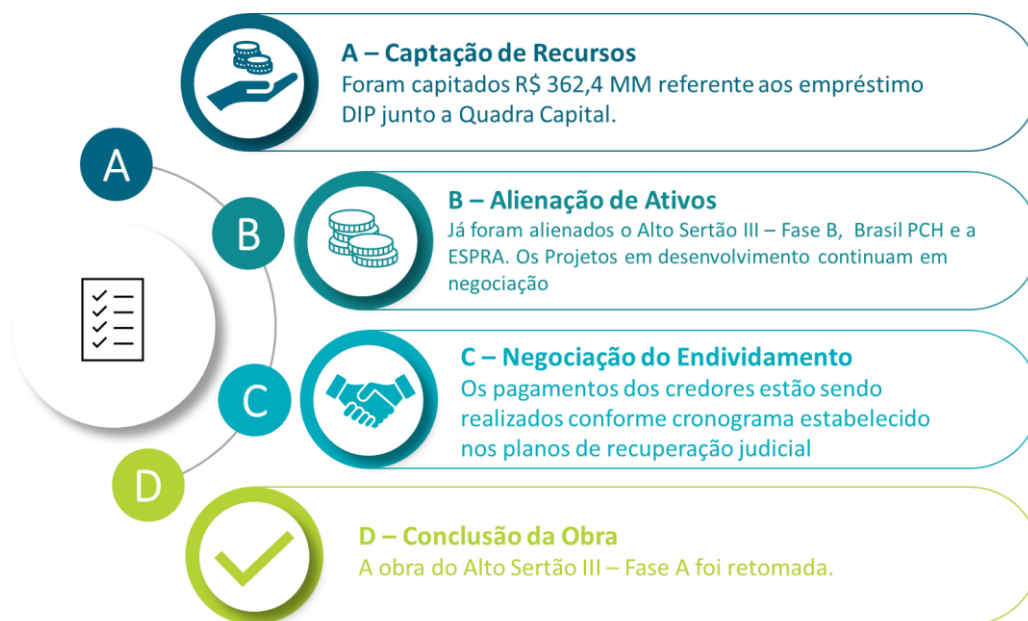 A – Captação de Recursos
Foram capitados R$ 362,4 MM referente aos empréstimo
DIP junto a Quadra Capital.
A
B – Alienação de Ativos
Já foram alienados o Alto Sertão III – Fase B, Brasil PCH e a
ESPRA. Os Projetos em desenvolvimento continuam em
negociação
B
C – Negociação do Endividamento
Os pagamentos dos credores estão sendo
realizados conforme cronograma estabelecido
nos planos de recuperação judicial
C
D
D – Conclusão da Obra
A obra do Alto Sertão III – Fase A foi retomada.